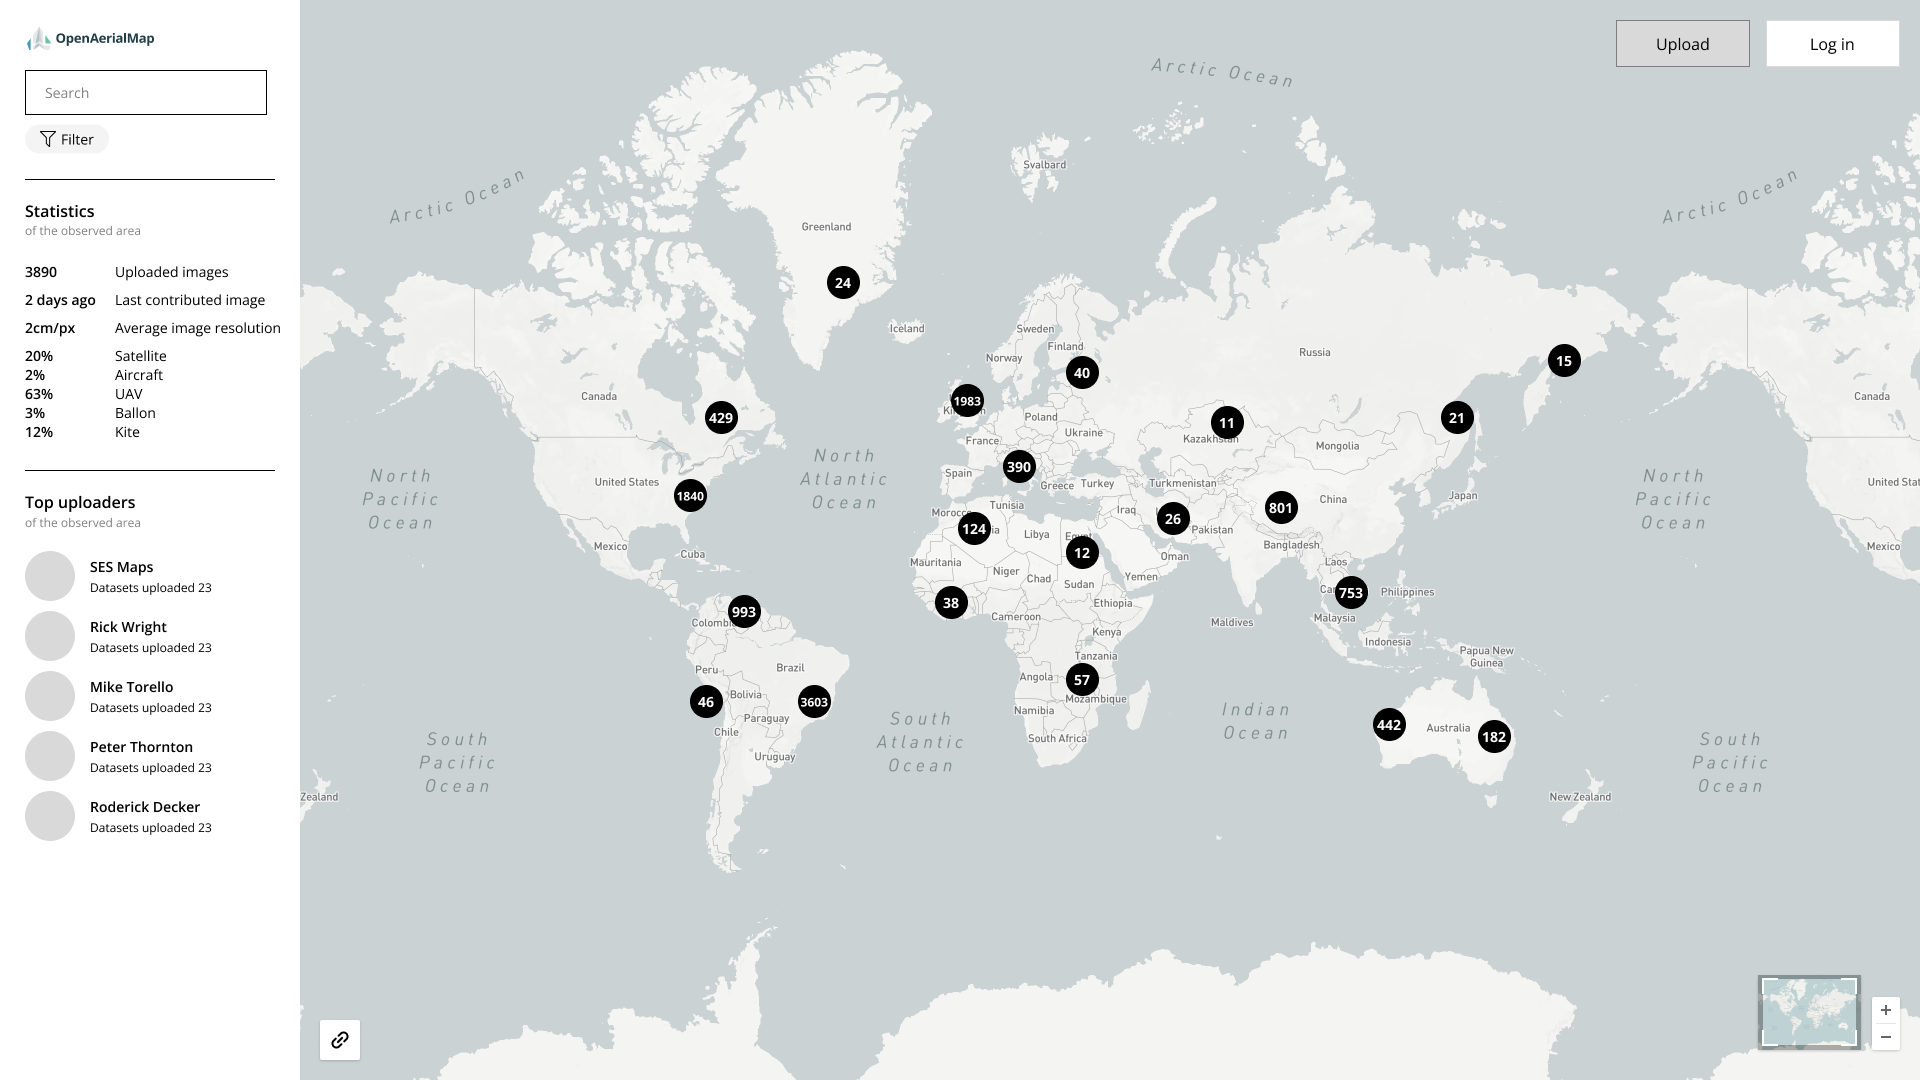 OpenAerialMap
Search
Filter
Statistics
of the observed area
3890 Uploaded images
2 days ago Last contributed image
2cm/px Average image resolution
20% Satellite
2% Aircraft
63% UAV
3% Ballon
12% Kite
Top uploaders
of the observed area
SES Maps
Datasets uploaded 23
Rick Wright
Datasets uploaded 23
Mike Torello
Datasets uploaded 23
Peter Thornton
Datasets uploaded 23
Roderick Decker
Datasets uploaded 23
Upload
Log in
Arctic Ocean
Arctic Ocean
Arctic Ocean
Svalbard
Greenland
24
Iceland
Sweden
Finland
Norway
Russia
15
40
1983
Canada
Canada
429
21
11
Poland
Ukraine
Kazakhstan
Mongolia
France
390
Spain
Greece
Turkey
Turkmenistan
China
Japan
North
Pacific
Ocean
North
Atlantic
Ocean
North
Pacific
Ocean
United States
United Stat
1840
Tunisia
Iraq
801
Morocc
124
ia
Libya
26
Pakistan
Egypt
12
Mexico
Cuba
Bangladesh
Mexico
Oman
Mauritania
Niger
Chad
Sudan
Yemen
Laos
Ca
753
Philippines
38
Ethiopia
993
Colombi
Cameroon
Maldives
Malaysia
Kenya
Indonesia
Tanzania
Papua New
Guinea
Peru
Brazil
Angola
57
Mozambique
46
Bolivia
3603
Namibia
Paraguay
Chile
South Africa
Uruguay
442
Australia
182
South
Pacific
Ocean
South
Atlantic
Ocean
Indian
Ocean
South
Pacific
Ocean
Zealand
New Zealand
+
−